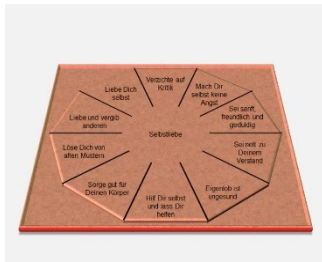 Verzichte auf
Kritik
Mach Dir
selbst keine
Angst
Sei sanft,
freundlich und
geduldig
Sei nett zu
Deinem
Verstand
Eigenlob ist
ungesund
Hilf Dir selbst
und lass Dir
helfen
Sorge gut für
Deinen Körper
Löse Dich von
alten Mustern
Liebe und vergib
anderen
Liebe Dich
selbst
Selbstliebe